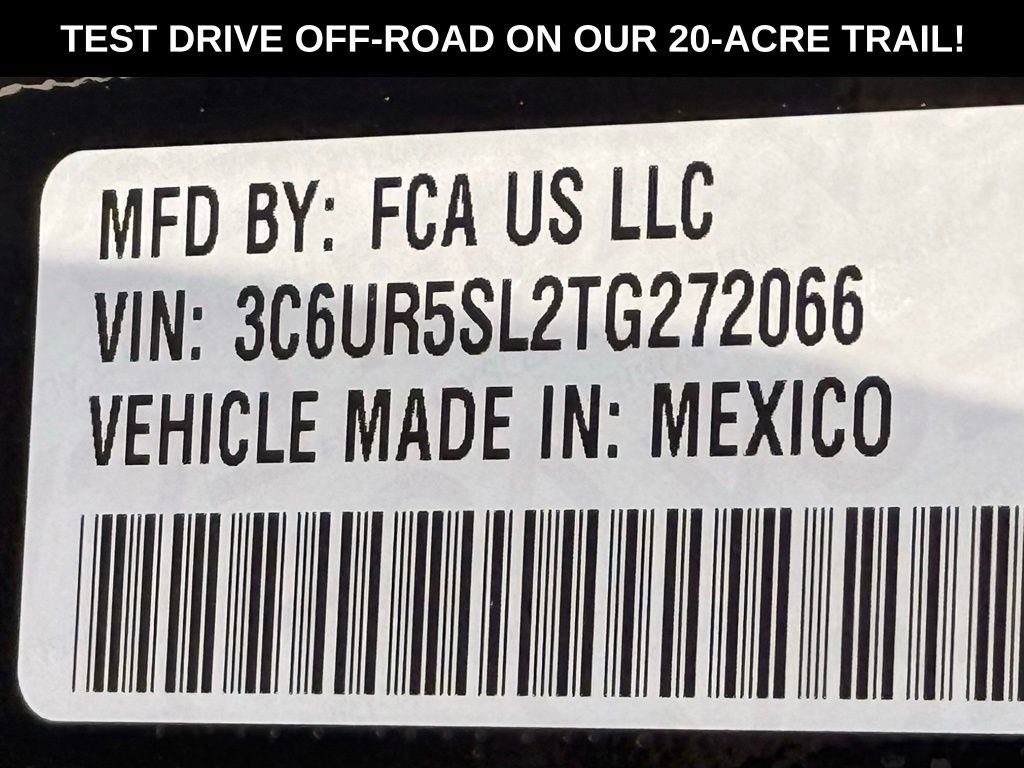 TEST DRIVE OFF-ROAD ON OUR 20-ACRE TRAIL!
MFD BY: FCA US LLC
VIN: 3C6UR5SL2TG272066
VEHICLE MADE IN: MEXICO